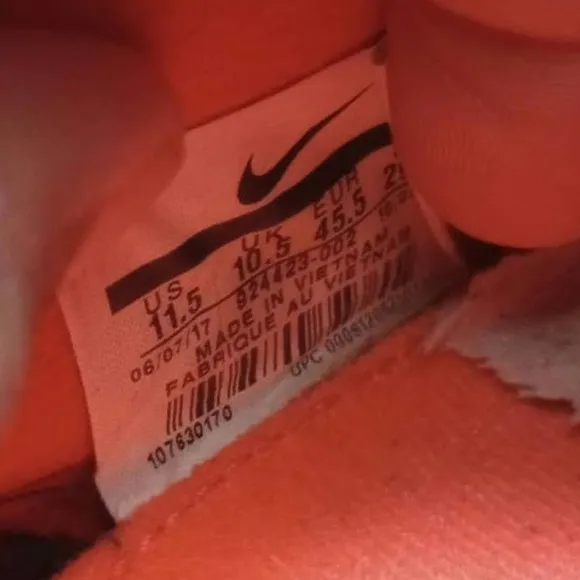 US UK EUR
11.5 10.5 45.5
924423-002
06/07/17
MADE IN VIETNAM
FABRIQUE AU VIETNAM
UPC
107630170